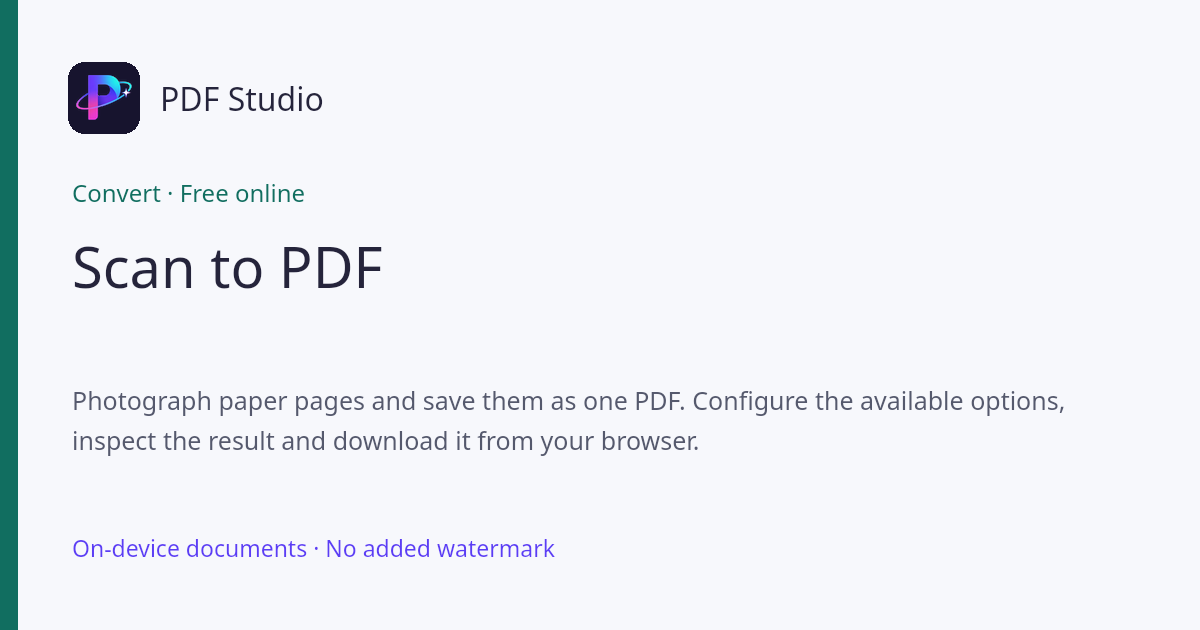 PDF Studio
Convert · Free online
Scan to PDF
Photograph paper pages and save them as one PDF. Configure the available options,
inspect the result and download it from your browser.
On-device documents · No added watermark